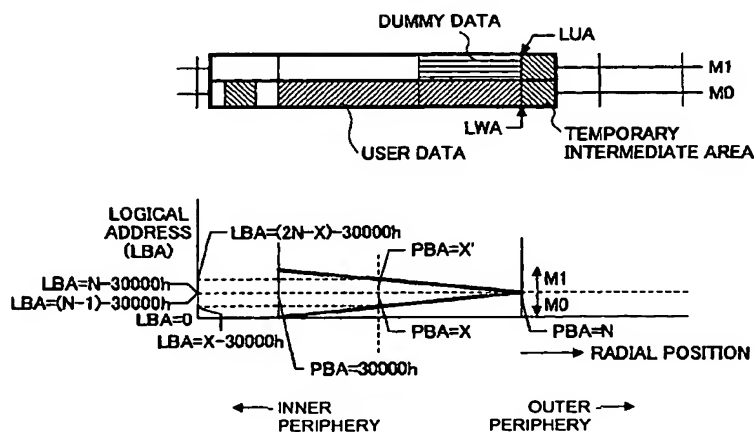 DUMMY DATA
LUA
M1
M0
LWA
USER DATA
TEMPORARY
INTERMEDIATE AREA
LOGICAL
ADDRESS
(LBA)
LBA=(2N-X)-30000h
PBA=X'
LBA=N-30000h
LBA=(N-1)-30000h
LBA=0
LBA=X-30000h
PBA=30000h
PBA=X
M1
M0
PBA=N
RADIAL POSITION
INNER
PERIPHERY
OUTER
PERIPHERY